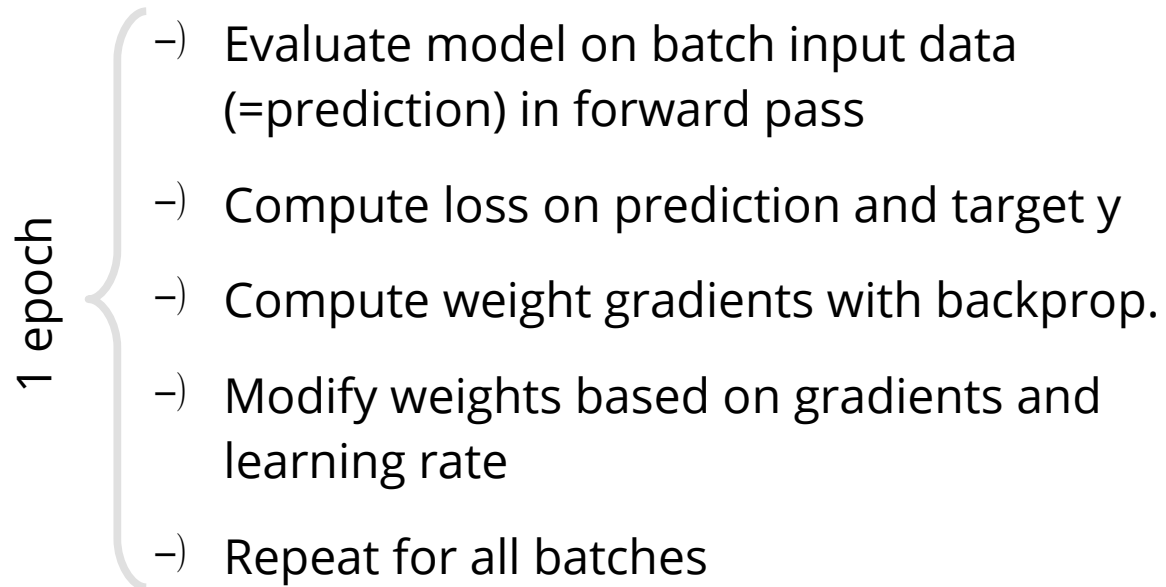 1 epoch
–) Evaluate model on batch input data
(=prediction) in forward pass
–) Compute loss on prediction and target y
–) Compute weight gradients with backprop.
–) Modify weights based on gradients and
learning rate
–) Repeat for all batches